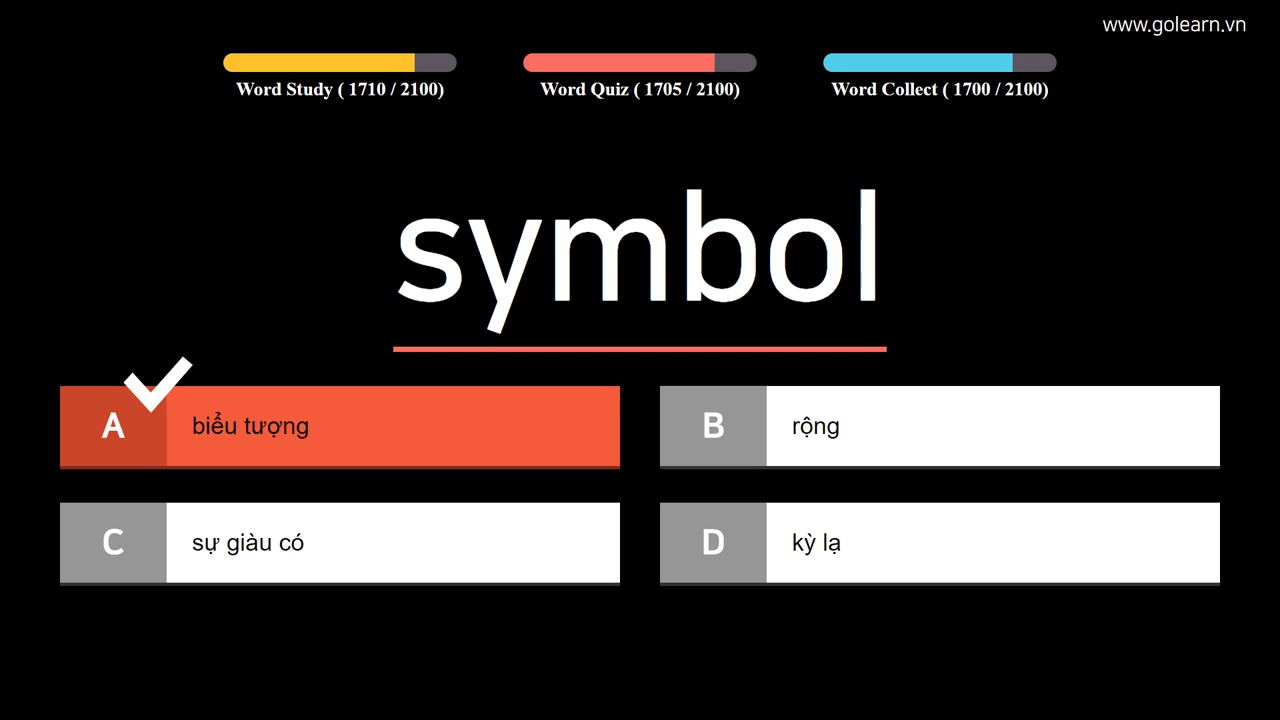 www.golearn.vn
Word Study ( 1710 / 2100)
Word Quiz ( 1705 / 2100)
Word Collect ( 1700 / 2100)
symbol
A biểu tượng
B rộng
C sự giàu có
D kỳ lạ